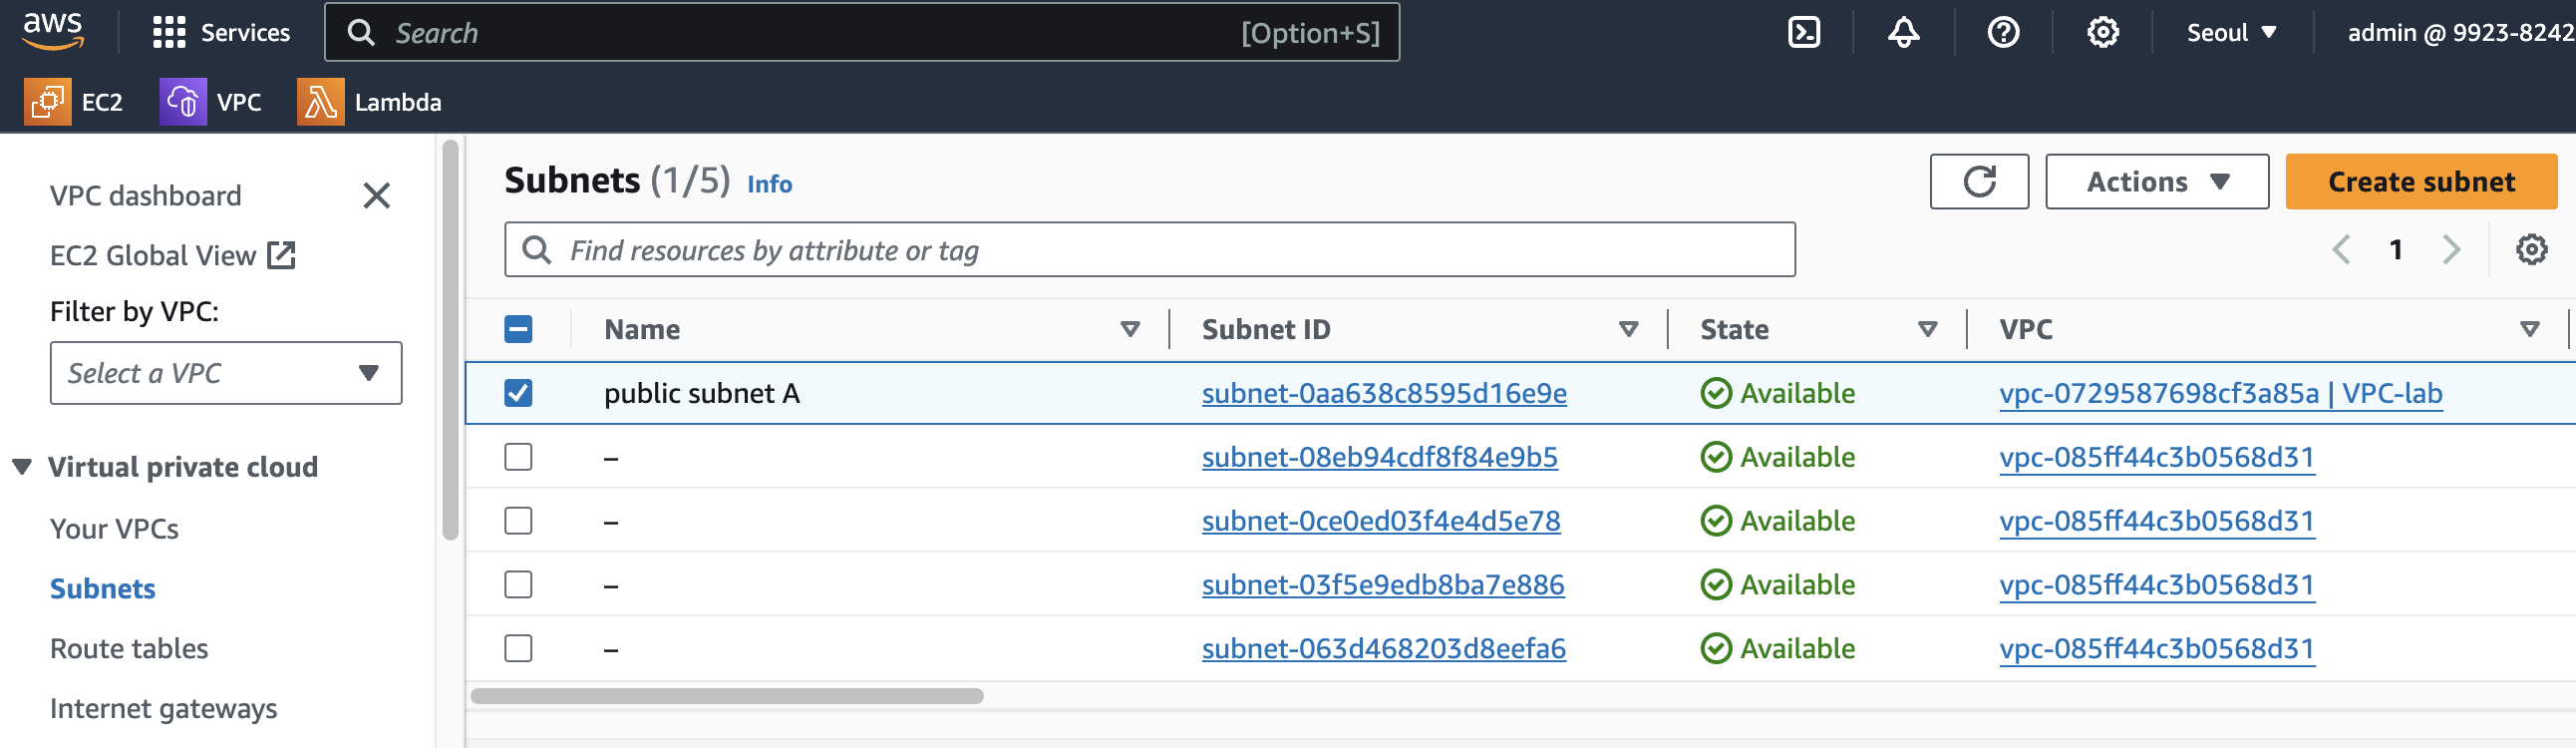 aws
Services
Search [Option+S]
Seoul
admin @ 9923-8242
EC2
VPC
Lambda
VPC dashboard
EC2 Global View
Filter by VPC:
Select a VPC
Virtual private cloud
Your VPCs
Subnets
Route tables
Internet gateways
Subnets (1/5) Info
Actions
Create subnet
Find resources by attribute or tag
1
Name Subnet ID State VPC
public subnet A subnet-0aa638c8595d16e9e Available vpc-0729587698cf3a85a | VPC-lab
– subnet-08eb94cdf8f84e9b5 Available vpc-085ff44c3b0568d31
– subnet-0ce0ed03f4e4d5e78 Available vpc-085ff44c3b0568d31
– subnet-03f5e9edb8ba7e886 Available vpc-085ff44c3b0568d31
– subnet-063d468203d8eefa6 Available vpc-085ff44c3b0568d31